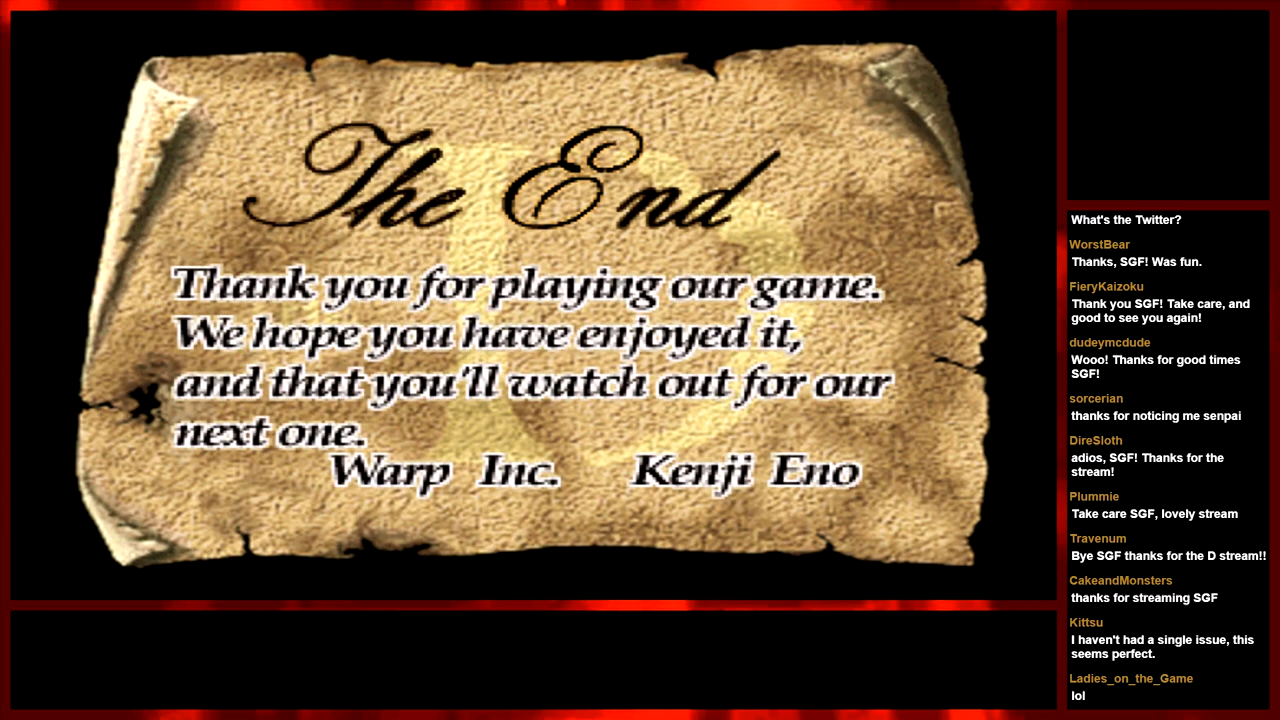 The End
Thank you for playing our game.
We hope you have enjoyed it,
and that you'll watch out for our
next one.
Warp Inc. Kenji Eno
What's the Twitter?
WorstBear
Thanks, SGF! Was fun.
FieryKaizoku
Thank you SGF! Take care, and
good to see you again!
dudeymcdude
Wooo! Thanks for good times
SGF!
sorcerian
thanks for noticing me senpai
DireSloth
adios, SGF! Thanks for the
stream!
Plummie
Take care SGF, lovely stream
Travenum
Bye SGF thanks for the D stream!!
CakeandMonsters
thanks for streaming SGF
Kittsu
I haven't had a single issue, this
seems perfect.
Ladies_on_the_Game
lol